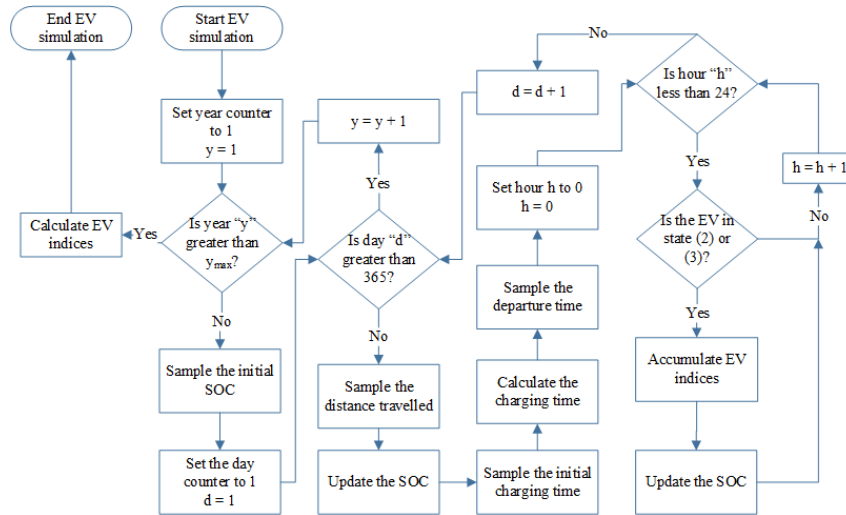 End EV
simulation
Start EV
simulation
Set year counter
to 1
y = 1
Is year “y”
greater than
ymax?
Yes
Calculate EV
indices
No
Sample the initial
SOC
Set the day
counter to 1
d = 1
y = y + 1
Yes
Is day “d”
greater than
365?
No
Sample the
distance travelled
Update the SOC
Sample the initial
charging time
Calculate the
charging time
Sample the
departure time
Set hour h to 0
h = 0
d = d + 1
No
Is hour “h”
less than 24?
Yes
h = h + 1
No
Is the EV in
state (2) or
(3)?
Yes
Accumulate EV
indices
Update the SOC